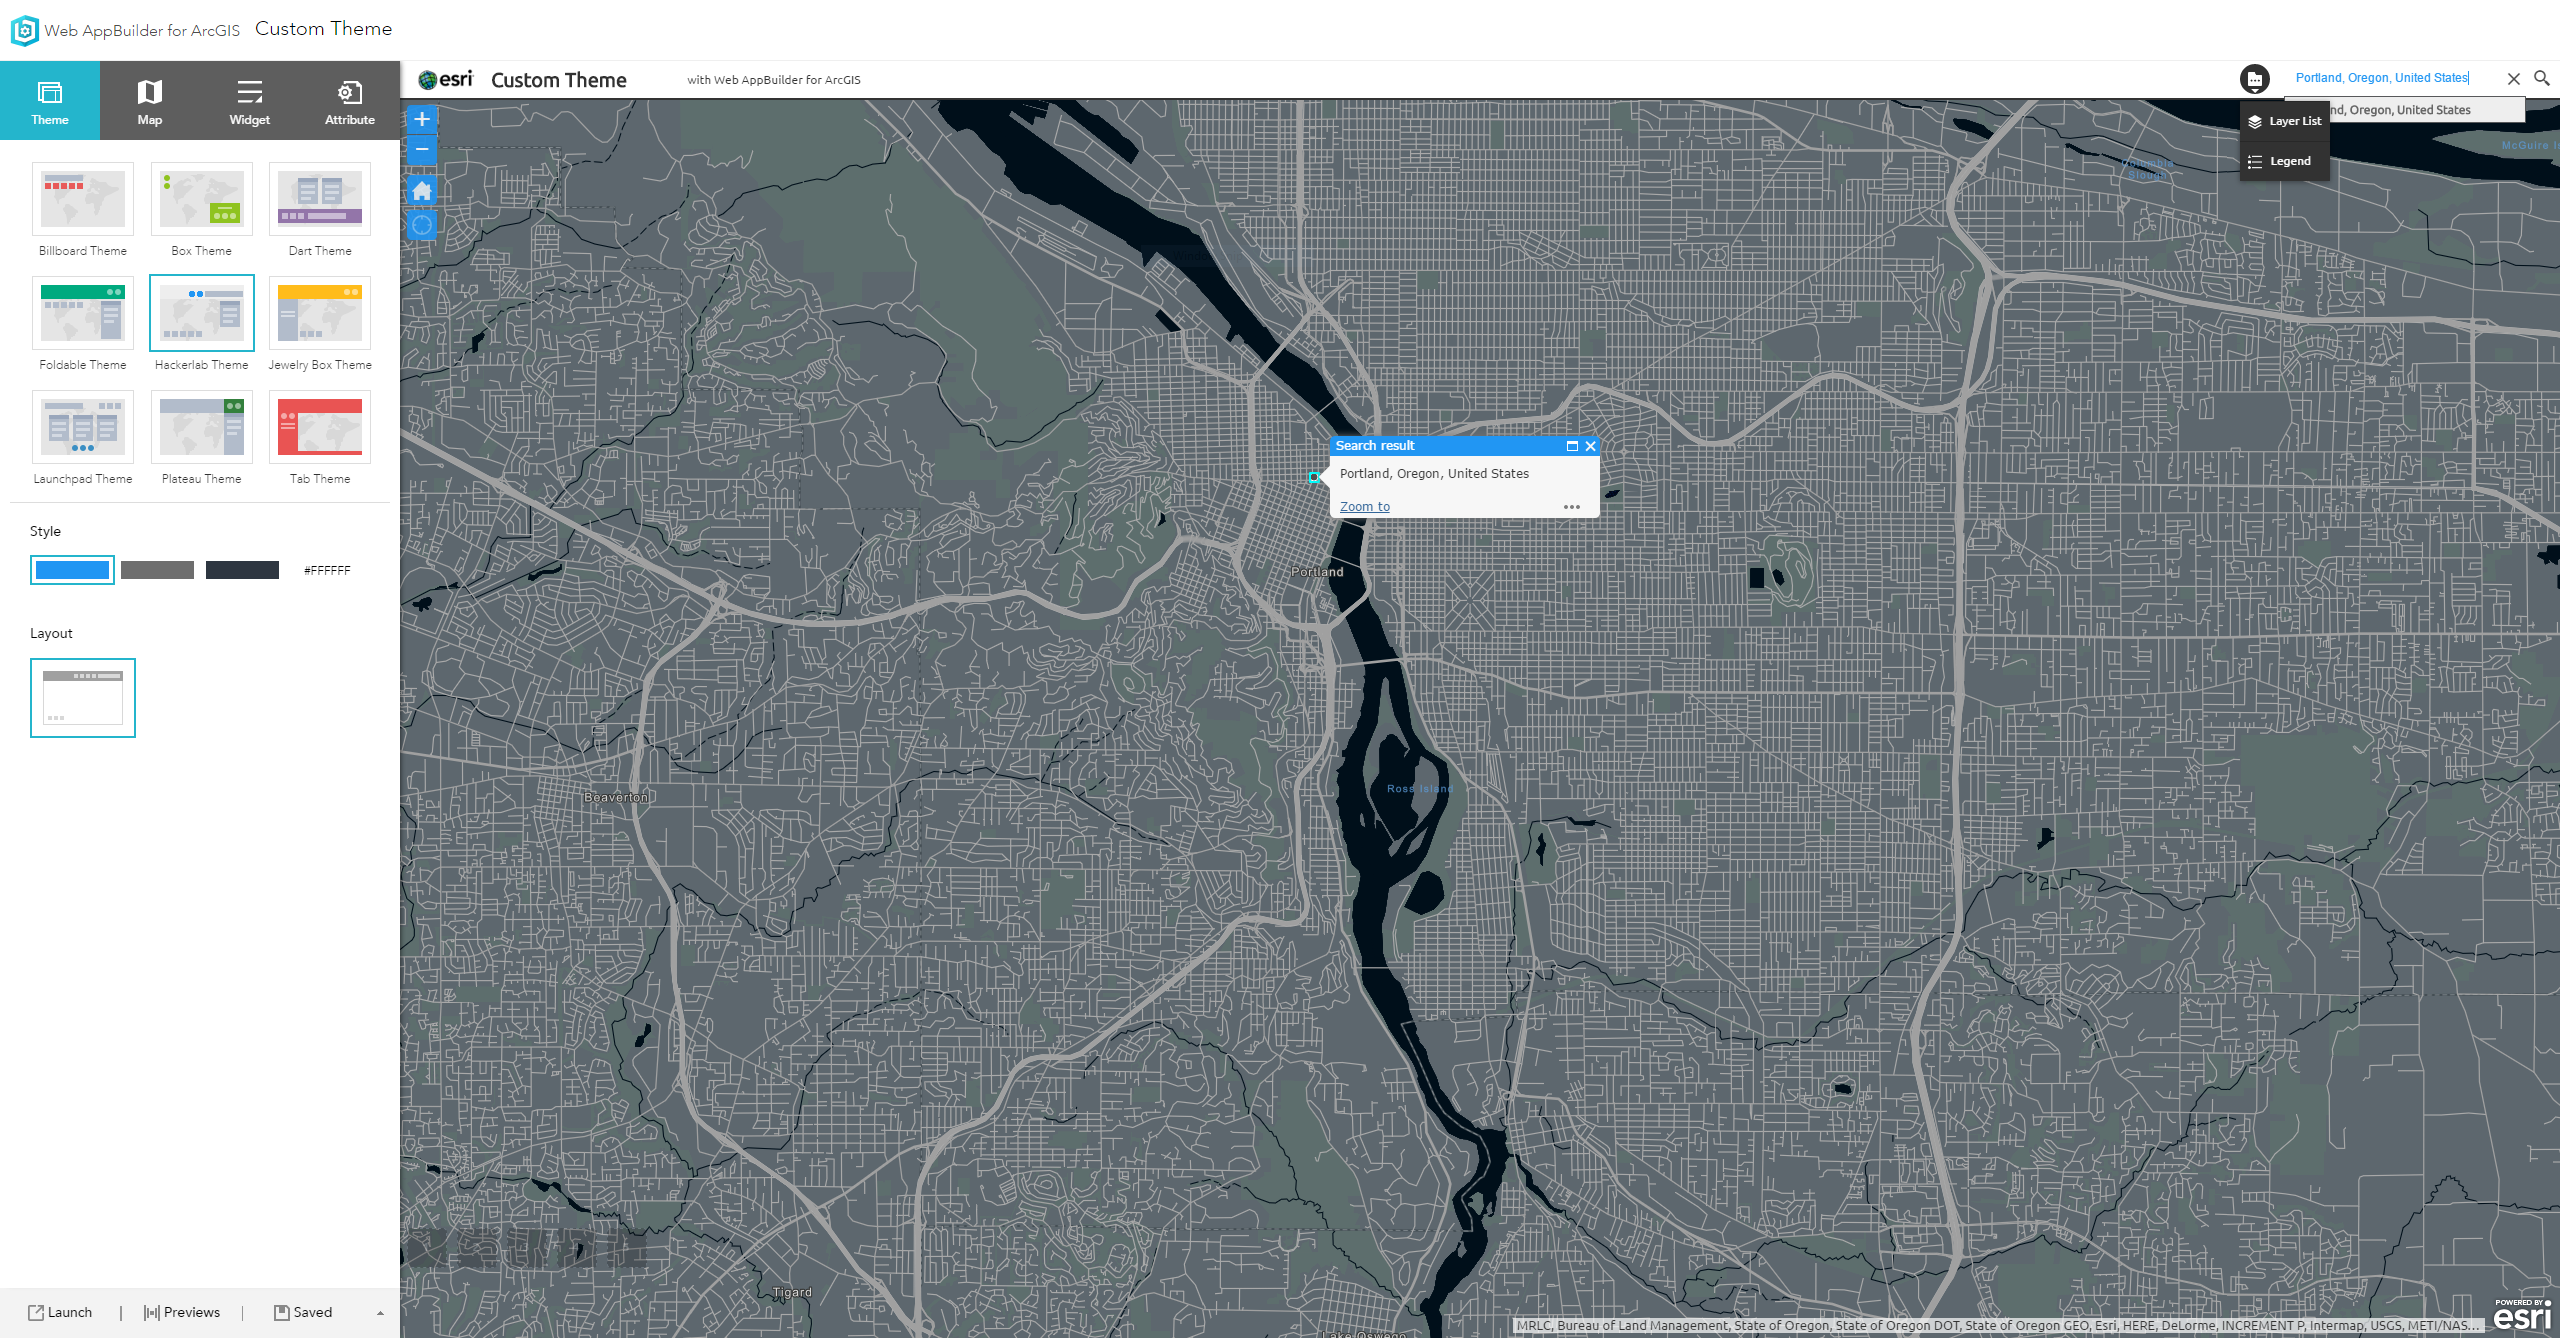 Web AppBuilder for ArcGIS Custom Theme
Theme
Map
Widget
Attribute
esri Custom Theme with Web AppBuilder for ArcGIS
Portland, Oregon, United States
nd, Oregon, United States
Layer List
Legend
Billboard Theme
Box Theme
Dart Theme
Foldable Theme
Hackerlab Theme
Jewelry Box Theme
Launchpad Theme
Plateau Theme
Tab Theme
Style
#FFFFFF
Layout
Columbia
Slough
McGuire Is
Search result
Portland, Oregon, United States
Zoom to
Portland
Ross Island
Beaverton
Tigard
Lake Oswego
Launch | Previews | Saved
MRLC, Bureau of Land Management, State of Oregon, State of Oregon DOT, State of Oregon GEO, Esri, HERE, DeLorme, INCREMENT P, Intermap, USGS, METI/NAS...
POWERED BY
esri